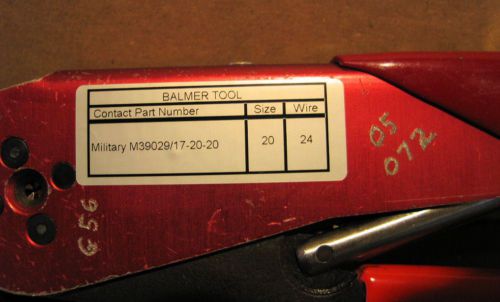 BALMER TOOL
Contact Part Number Size Wire
Military M39029/17-20-20 20 24
05
072
G56